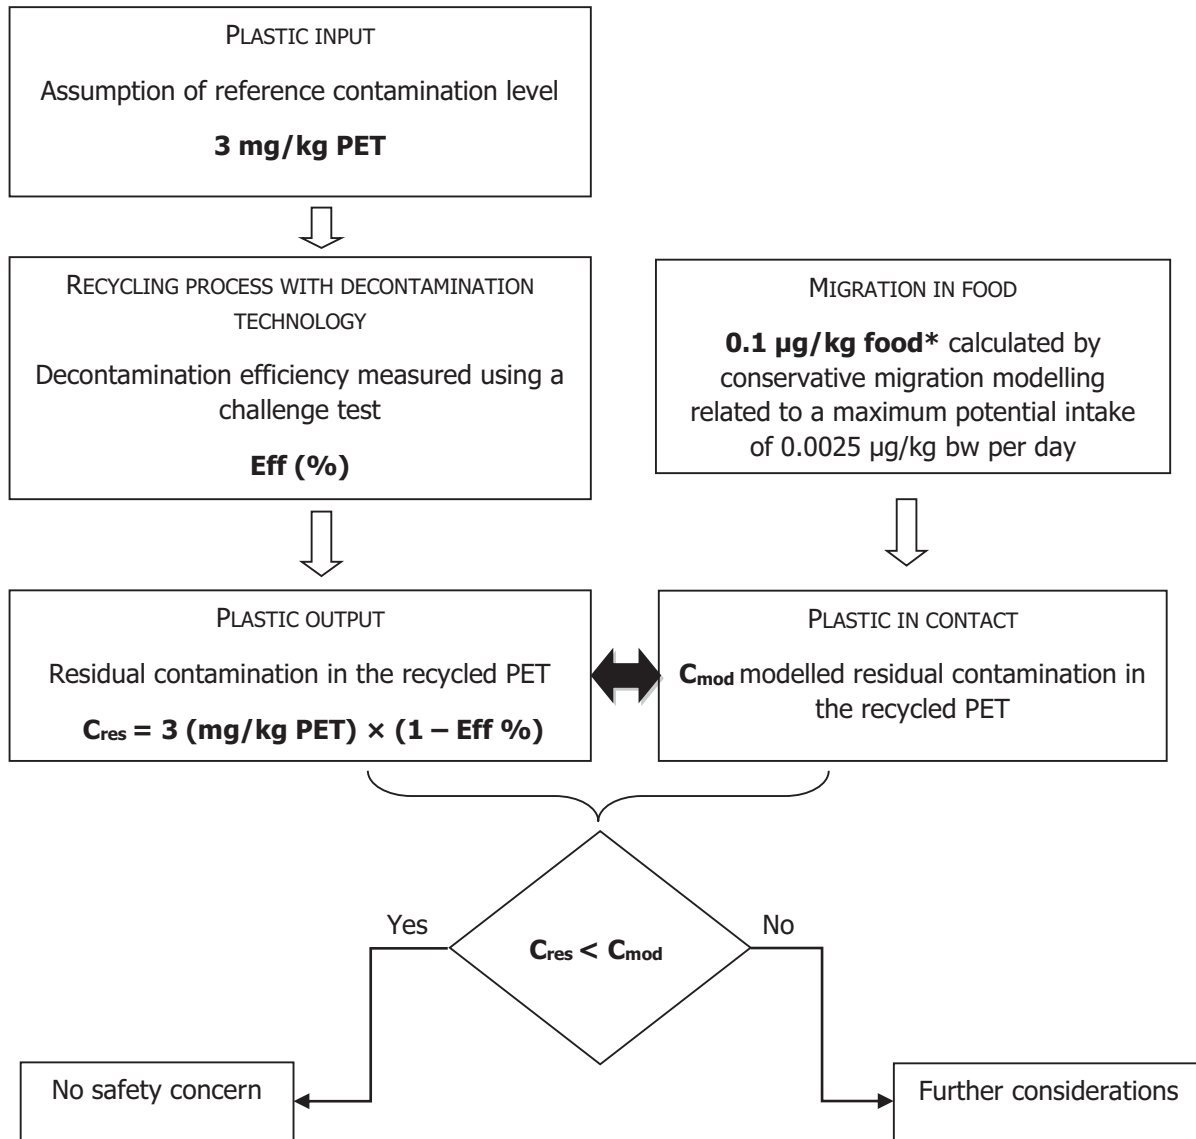 PLASTIC INPUT
Assumption of reference contamination level
3 mg/kg PET
RECYCLING PROCESS WITH DECONTAMINATION
TECHNOLOGY
Decontamination efficiency measured using a
challenge test
Eff (%)
MIGRATION IN FOOD
0.1 µg/kg food* calculated by
conservative migration modelling
related to a maximum potential intake
of 0.0025 µg/kg bw per day
PLASTIC OUTPUT
Residual contamination in the recycled PET
Cres = 3 (mg/kg PET) × (1 – Eff %)
PLASTIC IN CONTACT
Cmod modelled residual contamination in
the recycled PET
Yes
No
Cres < Cmod
No safety concern
Further considerations